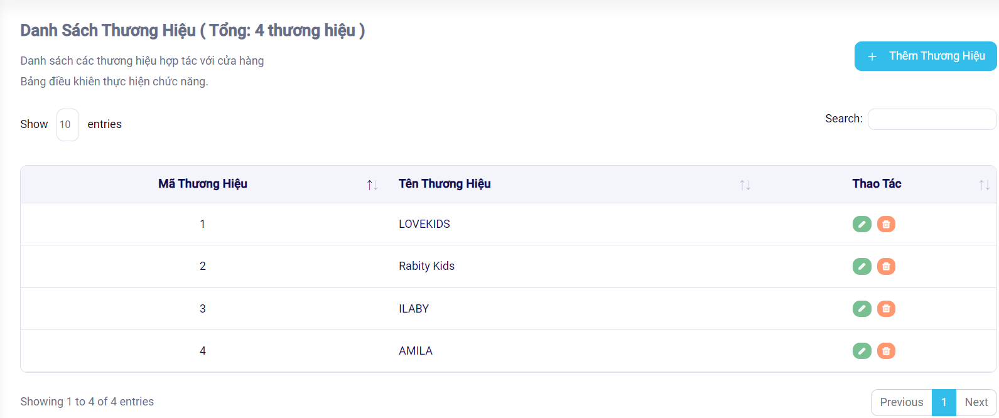 Danh Sách Thương Hiệu ( Tổng: 4 thương hiệu )
Danh sách các thương hiệu hợp tác với cửa hàng
Bảng điều khiên thực hiện chức năng.
+ Thêm Thương Hiệu
Show 10 entries
Search:
Mã Thương Hiệu Tên Thương Hiệu Thao Tác
1 LOVEKIDS
2 Rabity Kids
3 ILABY
4 AMILA
Showing 1 to 4 of 4 entries
Previous 1 Next